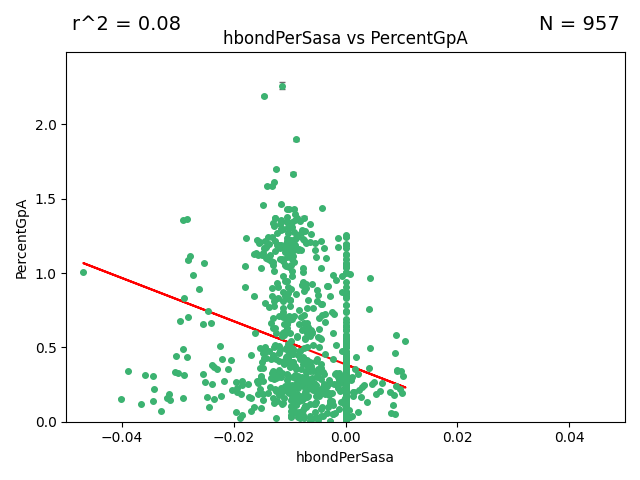 r^2 = 0.08
N = 957
hbondPerSasa vs PercentGpA
PercentGpA
2.0
1.5
1.0
0.5
0.0
−0.04
−0.02
0.00
0.02
0.04
hbondPerSasa